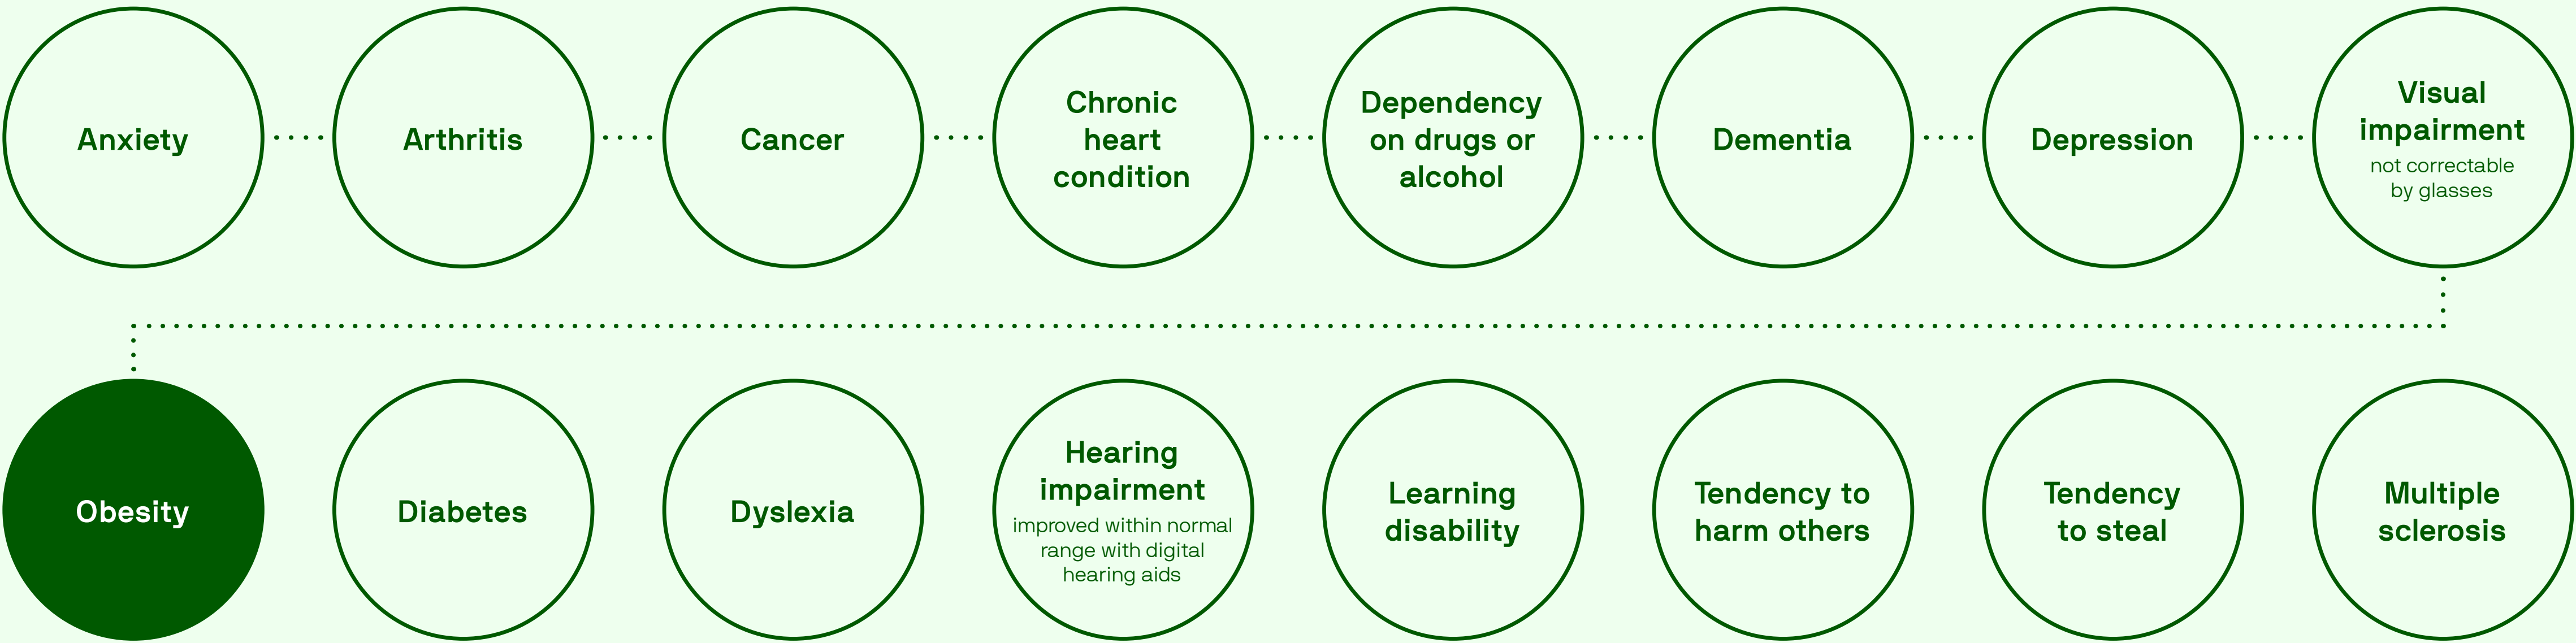 Anxiety
Arthritis
Cancer
Chronic
heart
condition
Dependency
on drugs or
alcohol
Dementia
Depression
Visual
impairment
not correctable
by glasses
Obesity
Diabetes
Dyslexia
Hearing
impairment
improved within normal
range with digital
hearing aids
Learning
disability
Tendency to
harm others
Tendency
to steal
Multiple
sclerosis